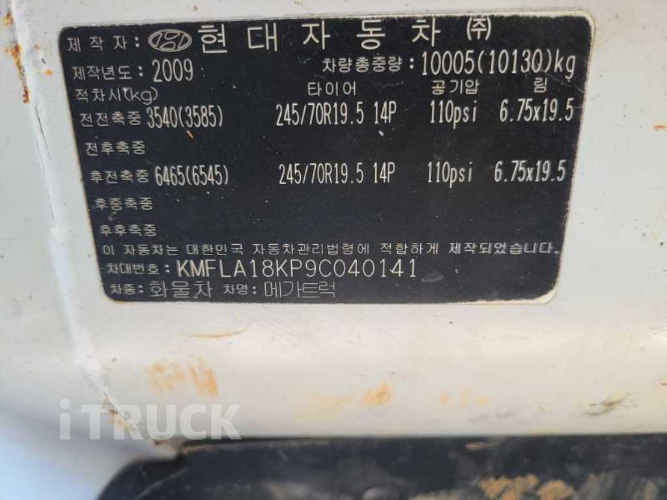 제작자: 현대자동차 ㈜
제작년도: 2009 차량총중량: 10005(10130)kg
적차시(kg) 타이어 공기압 림
전전축중 3540(3585) 245/70R19.5 14P 110psi 6.75x19.5
전후축중
후전축중 6465(6545) 245/70R19.5 14P 110psi 6.75x19.5
후중축중
후후축중
이 자동차는 대한민국 자동차관리법령에 적합하게 제작되었습니다.
차대번호: KMFLA18KP9C040141
차종: 화물차 차명: 메가트럭
iTRUCK